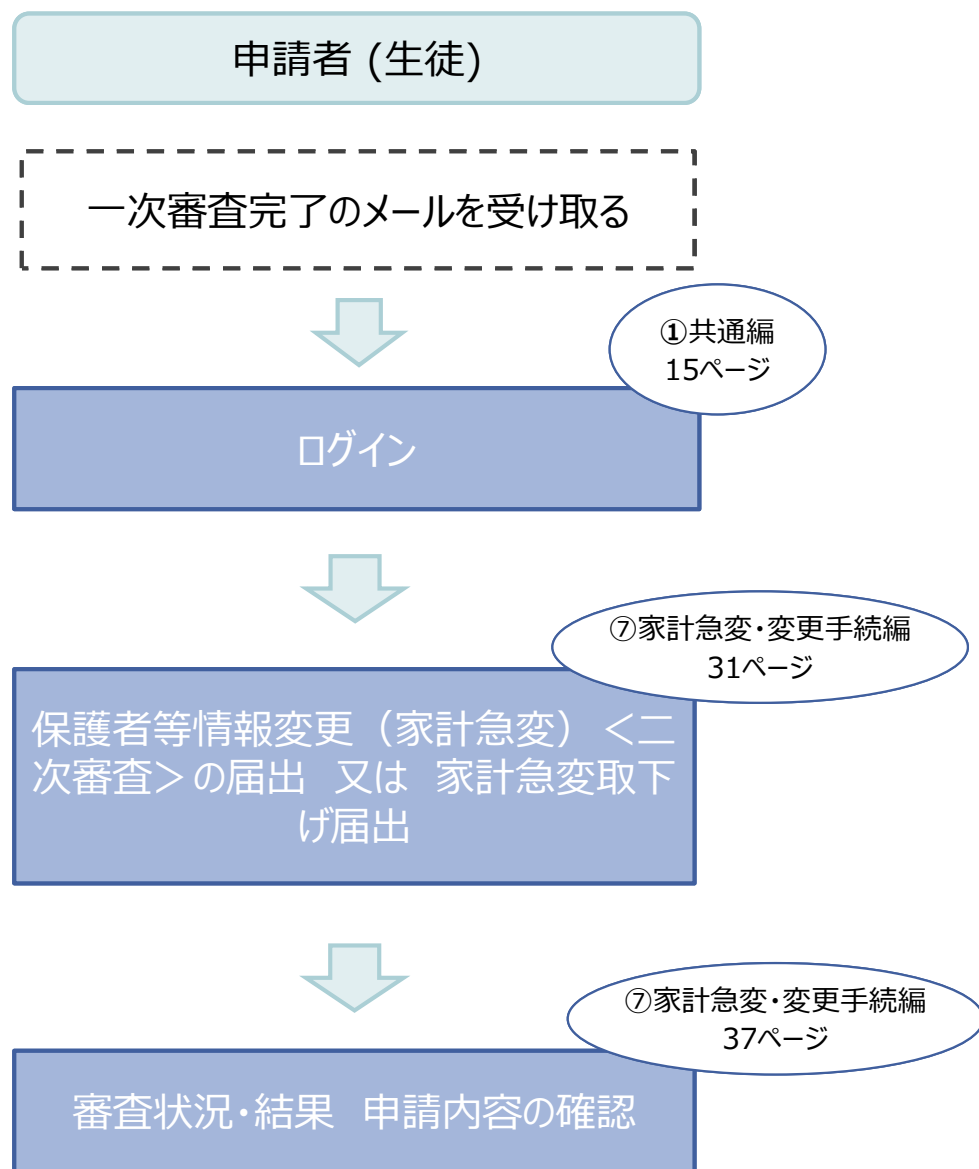 申請者 (生徒)
一次審査完了のメールを受け取る
①共通編
15ページ
ログイン
⑦家計急変・変更手続編
31ページ
保護者等情報変更（家計急変）＜二
次審査＞の届出　又は　家計急変取下
げ届出
⑦家計急変・変更手続編
37ページ
審査状況・結果　申請内容の確認